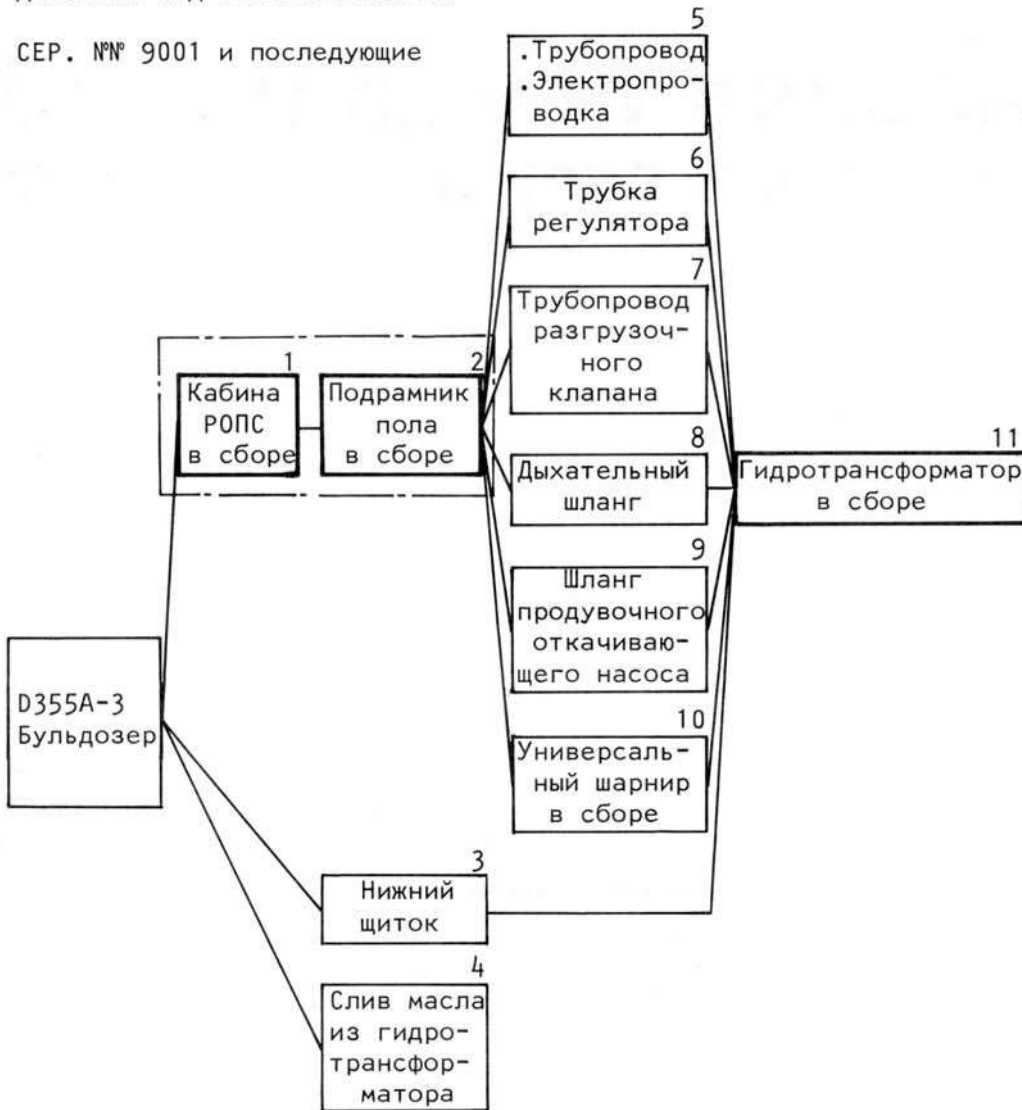 СЕР. №№ 9001 и последующие
5
.Трубопровод
.Электропро-
водка
6
Трубка
регулятора
7
Трубопровод
разгрузоч-
ного
клапана
1
Кабина
РОПС
в сборе
2
Подрамник
пола
в сборе
8
Дыхательный
шланг
11
Гидротрансформатор
в сборе
9
Шланг
продувочного
откачиваю-
щего насоса
D355A-3
Бульдозер
10
Универсаль-
ный шарнир
в сборе
3
Нижний
щиток
4
Слив масла
из гидро-
трансфор-
матора